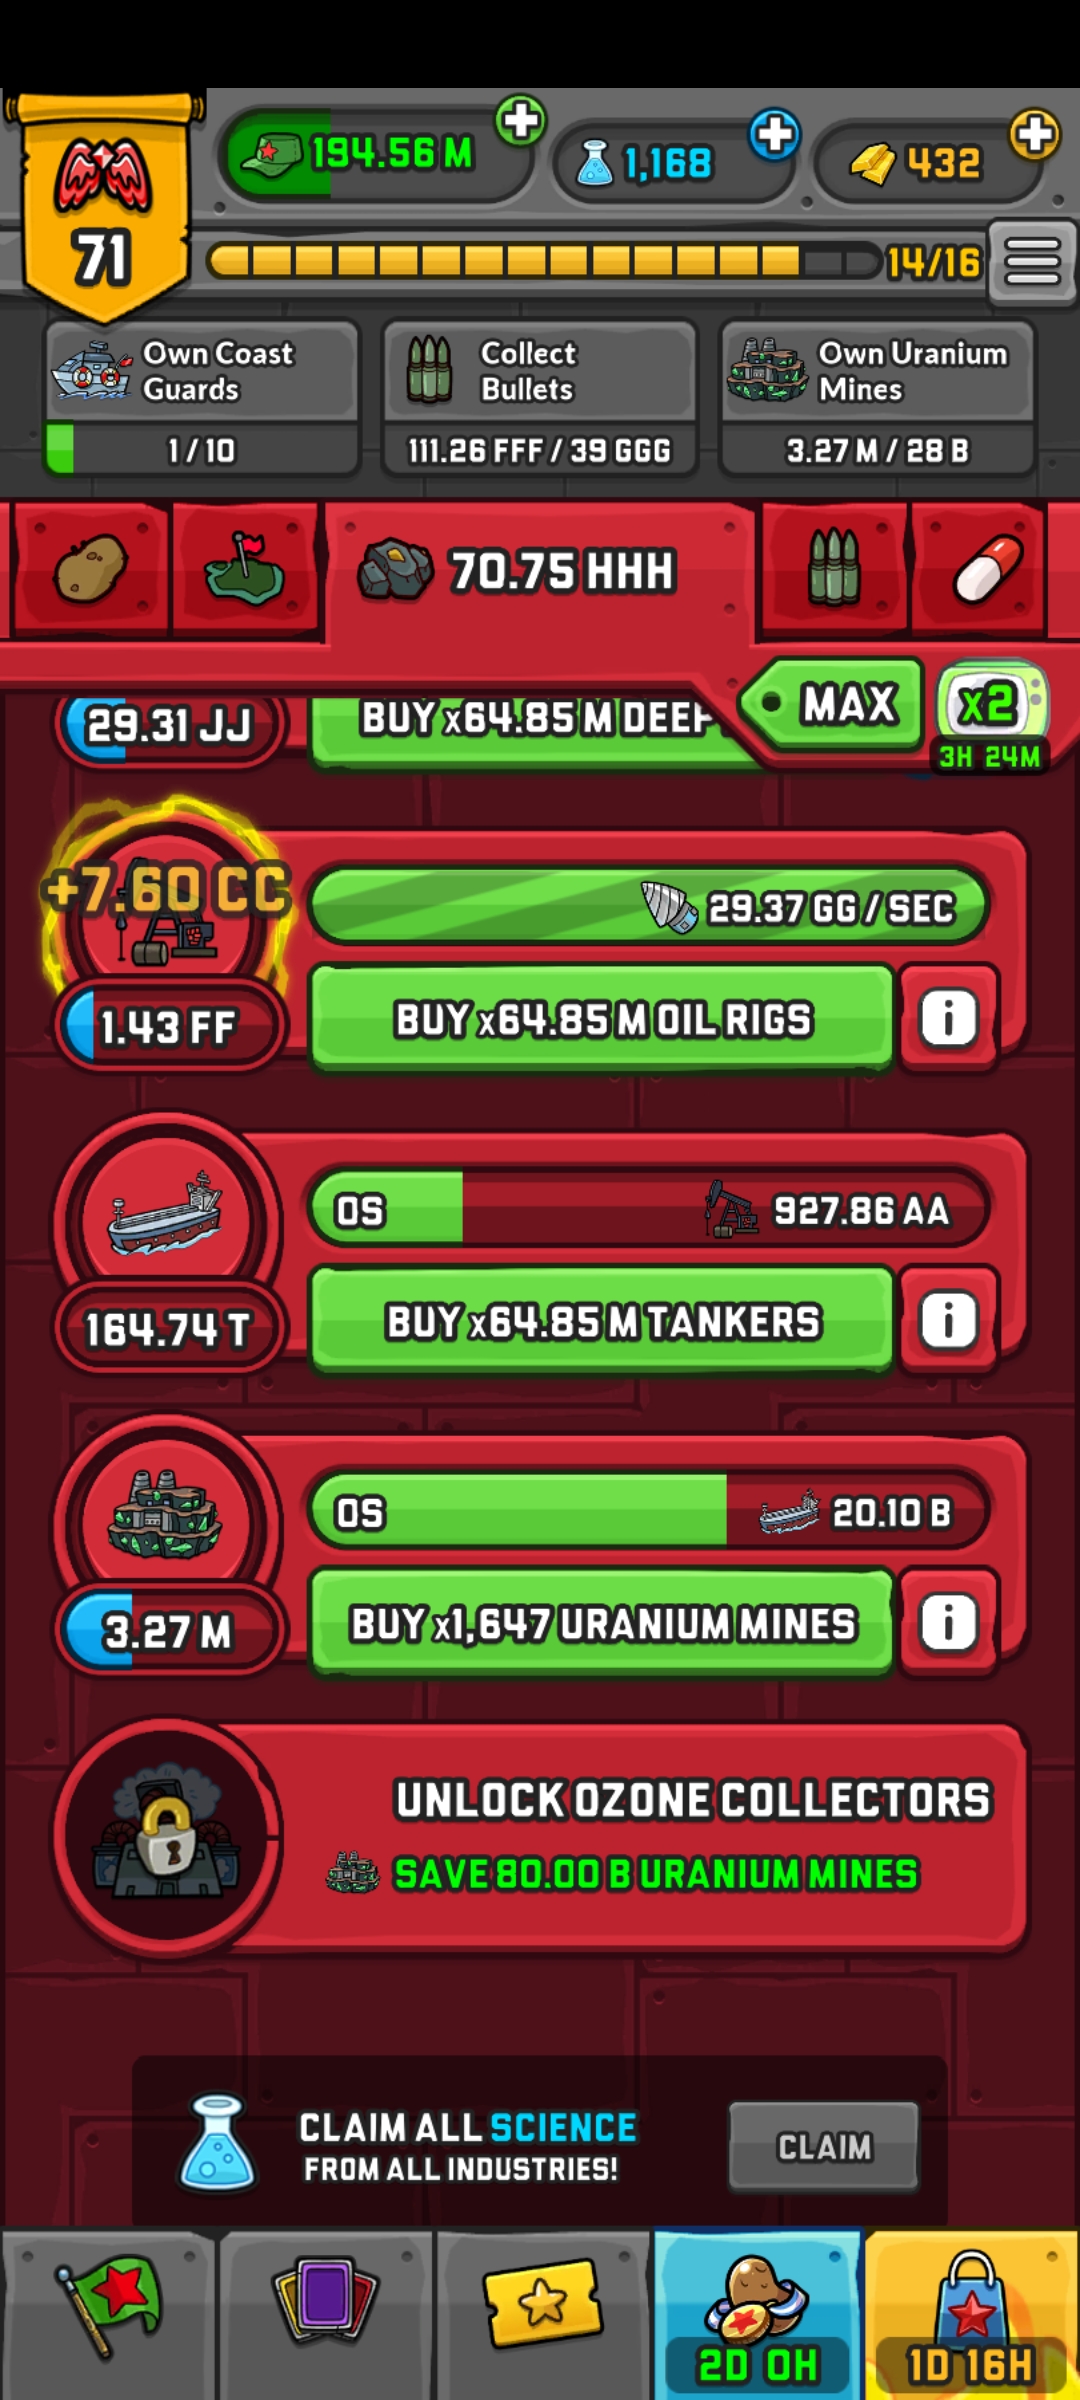 194.56 M
1,168
432
71
14/16
Own Coast
Guards
1 / 10
Collect
Bullets
111.26 FFF / 39 GGG
Own Uranium
Mines
3.27 M / 28 B
70.75 HHH
MAX
x2
3H 24M
29.31 JJ
BUY x64.85 M DEEP
+7.60 CC
29.37 GG / SEC
1.43 FF
BUY x64.85 M OIL RIGS
i
0S
927.86 AA
164.74 T
BUY x64.85 M TANKERS
i
0S
20.10 B
3.27 M
BUY x1,647 URANIUM MINES
i
UNLOCK OZONE COLLECTORS
SAVE 80.00 B URANIUM MINES
CLAIM ALL SCIENCE
FROM ALL INDUSTRIES!
CLAIM
2D 0H
1D 16H